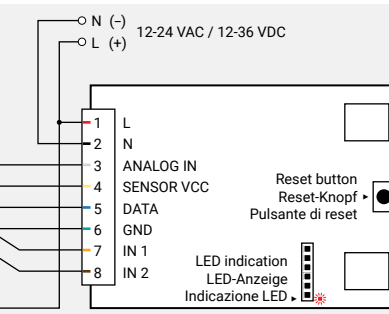 N (–)
L (+)
12-24 VAC / 12-36 VDC
1 L
2 N
3 ANALOG IN
4 SENSOR VCC
5 DATA
6 GND
7 IN 1
8 IN 2
Reset button
Reset-Knopf
Pulsante di reset
LED indication
LED-Anzeige
Indicazione LED